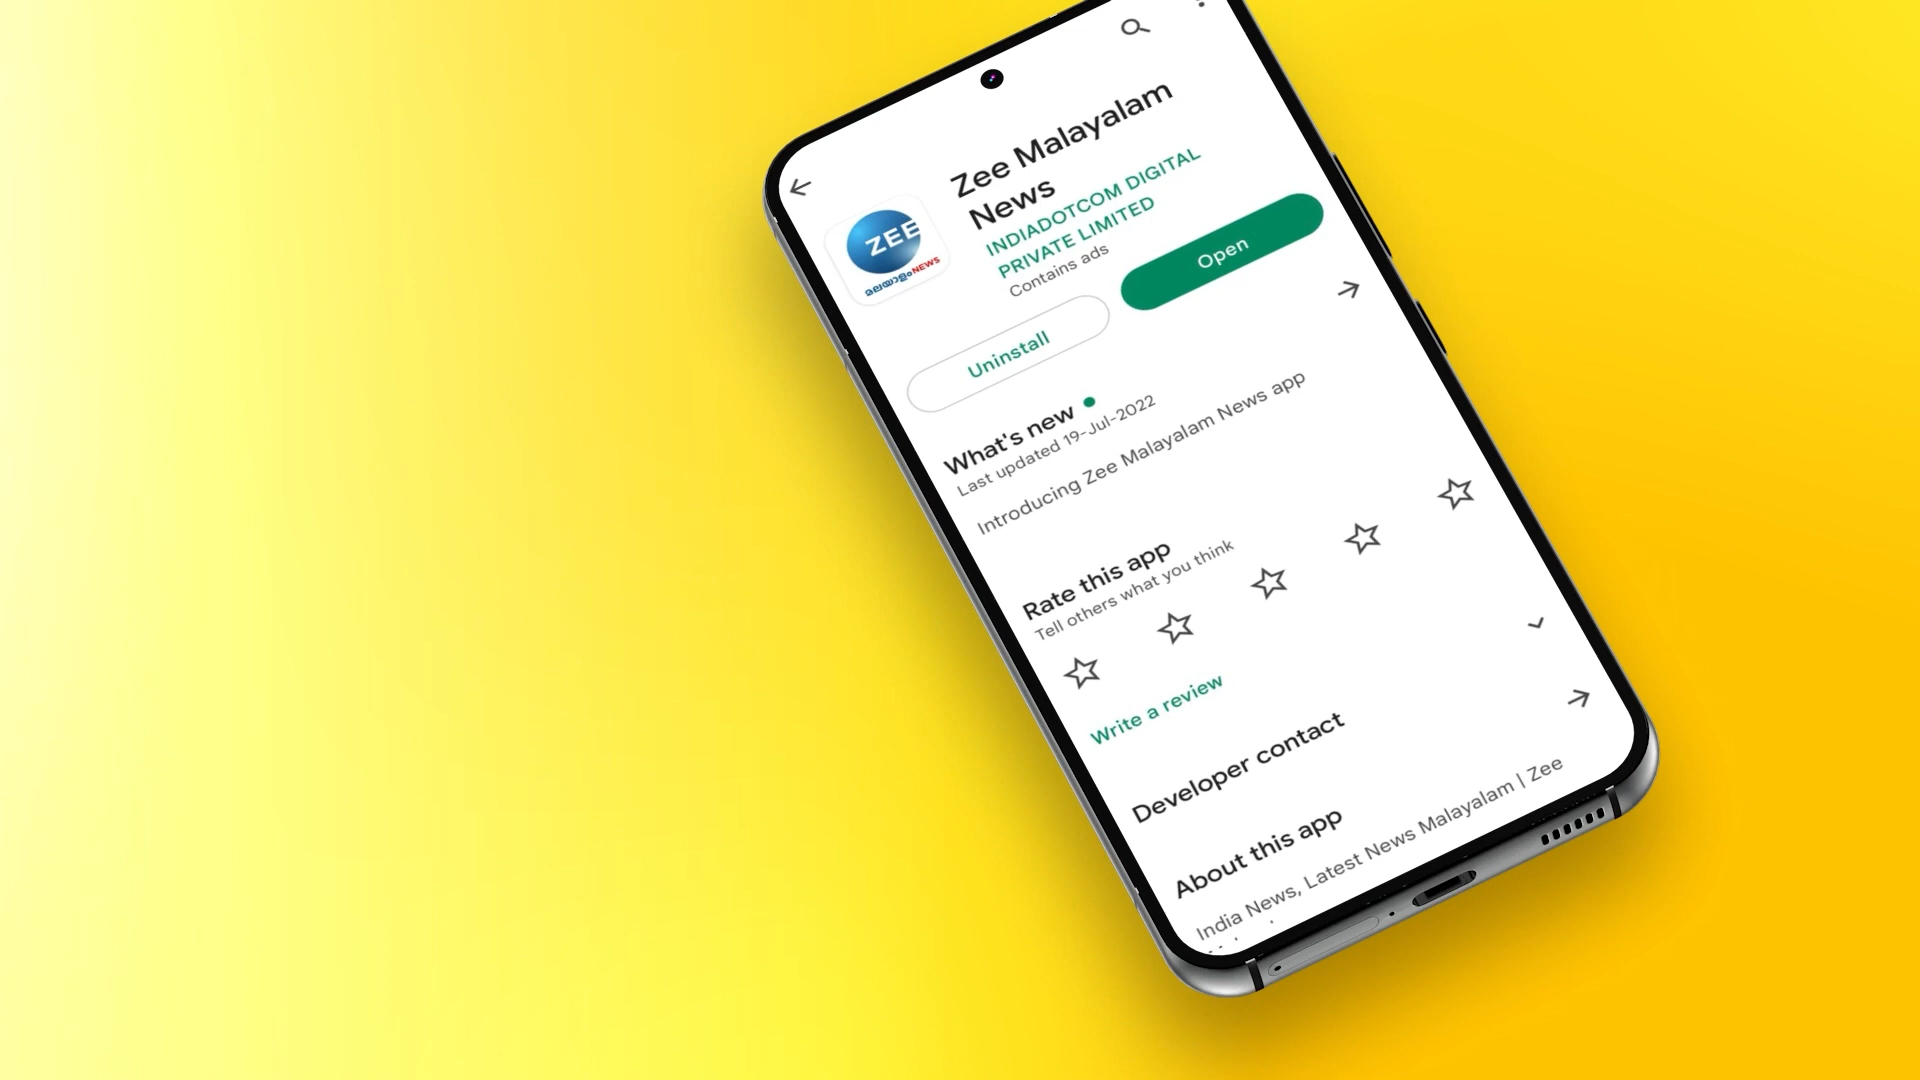 Zee Malayalam
News
INDIADOTCOM DIGITAL
PRIVATE LIMITED
Contains ads
ZEE
മലയാളം NEWS
Uninstall
Open
What's new
Last updated 19-Jul-2022
Introducing Zee Malayalam News app
Rate this app
Tell others what you think
Write a review
Developer contact
About this app
India News, Latest News Malayalam | Zee